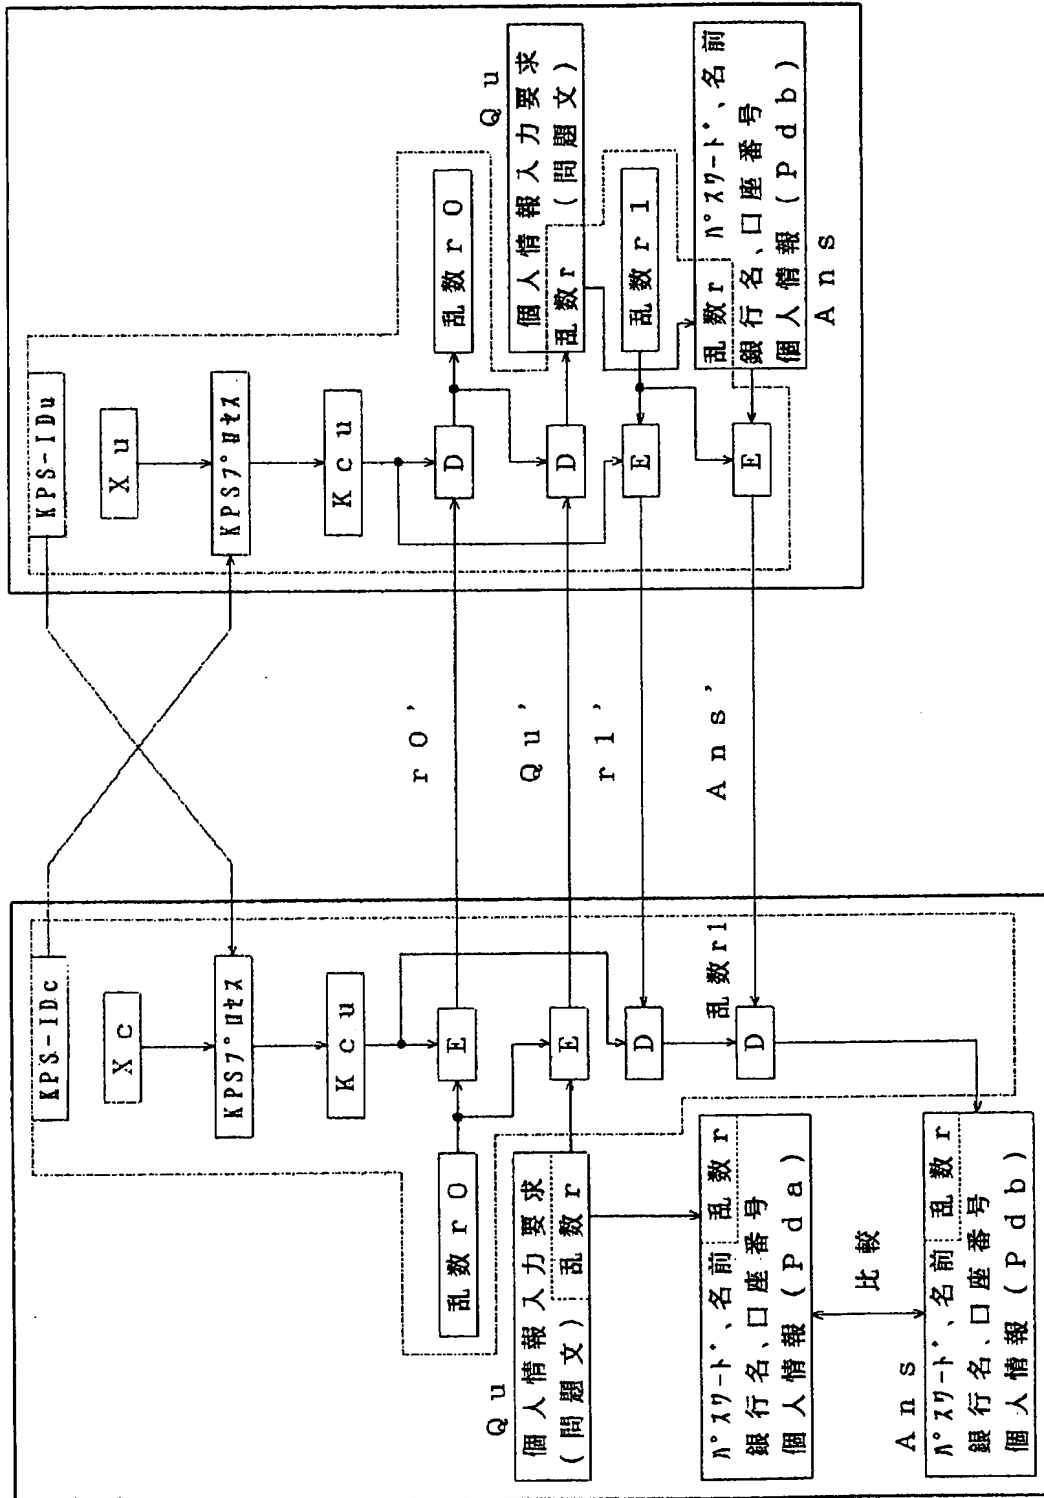 KPS-IDc
Xc
KPSプロセス
Kcu
乱数r0
E
Qu
個人情報入力要求
(問題文)
乱数r
E
D
乱数r1
D
パスワード、名前
乱数r
銀行名、口座番号
個人情報(Pda)
比較
Ans
パスワード、名前
乱数r
銀行名、口座番号
個人情報(Pdb)
r0'
Qu'
r1'
Ans'
KPS-IDu
Xu
KPSプロセス
Kcu
D
乱数r0
Qu
D
個人情報入力要求
乱数r
(問題文)
E
乱数r1
E
乱数r
パスワード、名前
銀行名、口座番号
個人情報(Pdb)
Ans